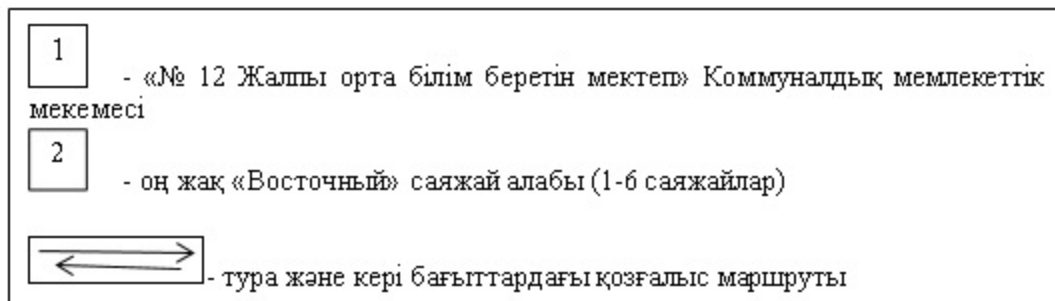 1
- «№ 12 Жалпы орта білім беретін мектеп» Коммуналдық мемлекеттік
мекемесі
2
- оң жақ «Восточный» саяжай алабы (1-6 саяжайлар)
- тура және кері бағыттардағы қозғалыс маршруты